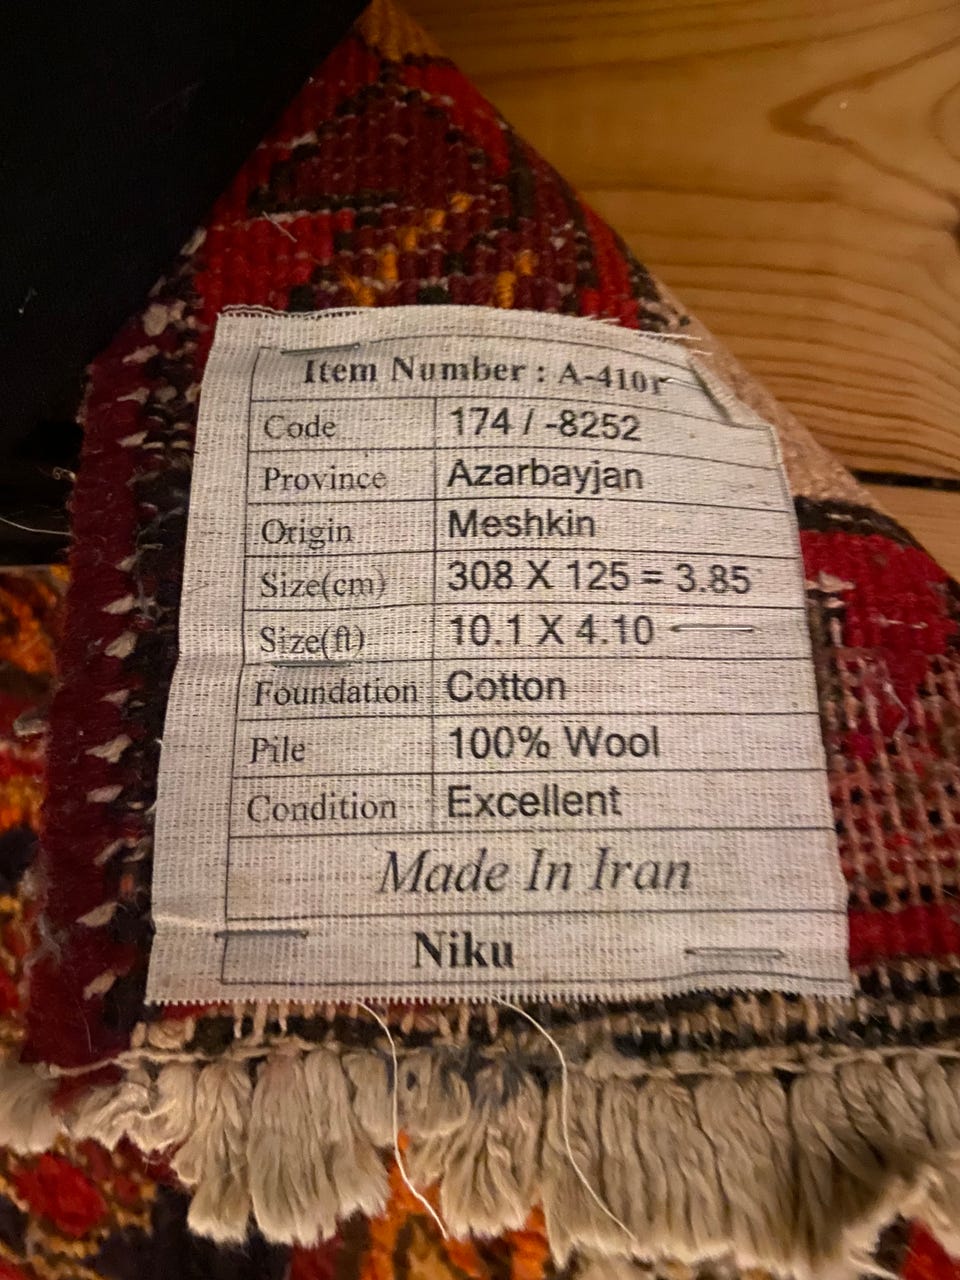 Item Number : A-410r
Code 174 / -8252
Province Azarbayjan
Origin Meshkin
Size(cm) 308 X 125 = 3.85
Size(ft) 10.1 X 4.10
Foundation Cotton
Pile 100% Wool
Condition Excellent
Made In Iran
Niku